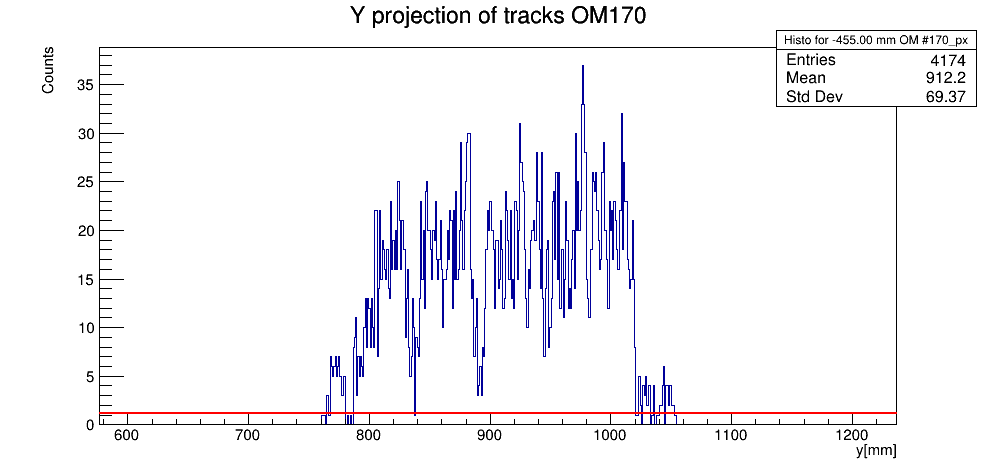 Y projection of tracks OM170
Histo for -455.00 mm OM #170_px
Entries 4174
Mean 912.2
Std Dev 69.37
Counts
35
30
25
20
15
10
5
0
600 700 800 900 1000 1100 1200
y[mm]